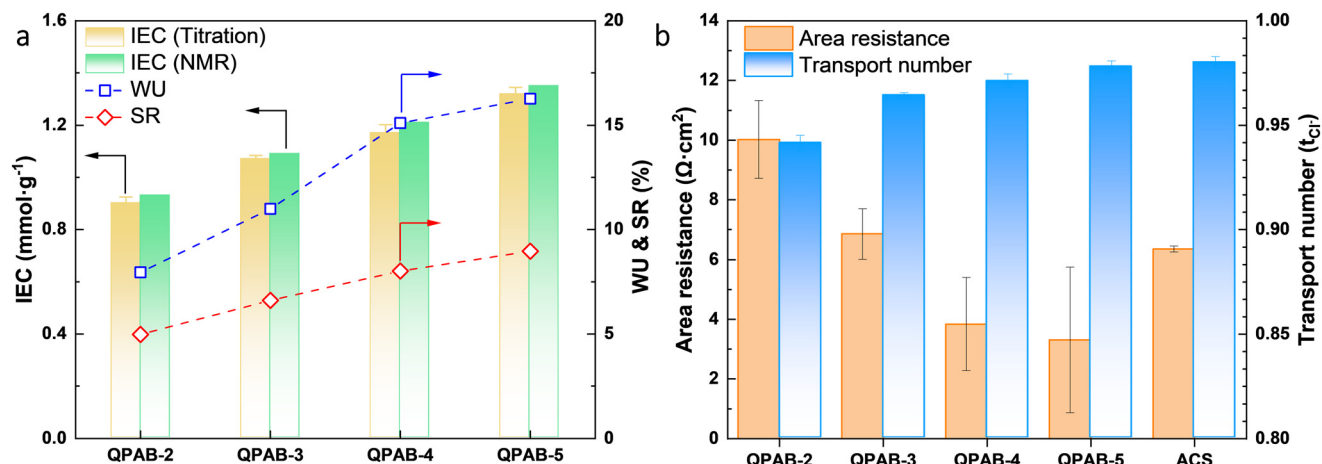 a
IEC (Titration)
IEC (NMR)
WU
SR
1.6
1.2
0.8
0.4
0.0
IEC (mmol·g⁻¹)
20
15
10
5
0
WU & SR (%)
QPAB-2
QPAB-3
QPAB-4
QPAB-5
b
Area resistance
Transport number
14
12
10
8
6
4
2
0
Area resistance (Ω·cm²)
1.00
0.95
0.90
0.85
0.80
Transport number (t_Cl⁻)
QPAB-2
QPAB-3
QPAB-4
QPAB-5
ACS